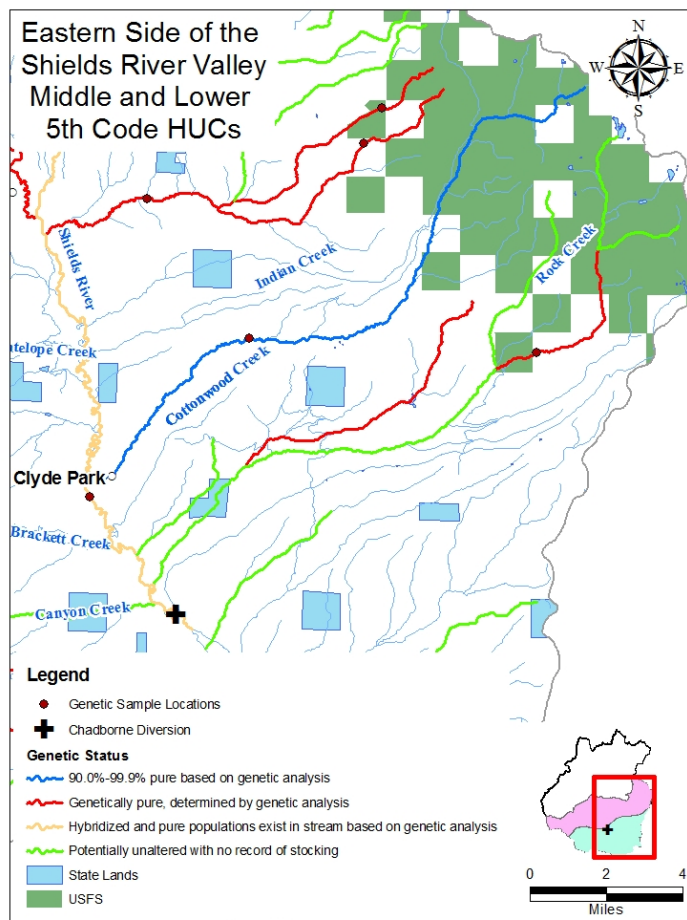 Eastern Side of the
Shields River Valley
Middle and Lower
5th Code HUCs
N
W
E
S
Shields River
Indian Creek
Rock Creek
telope Creek
Cottonwood Creek
Clyde Park
Brackett Creek
Canyon Creek
Legend
Genetic Sample Locations
Chadborne Diversion
Genetic Status
90.0%-99.9% pure based on genetic analysis
Genetically pure, determined by genetic analysis
Hybridized and pure populations exist in stream based on genetic analysis
Potentially unaltered with no record of stocking
State Lands
USFS
0 2 4
Miles